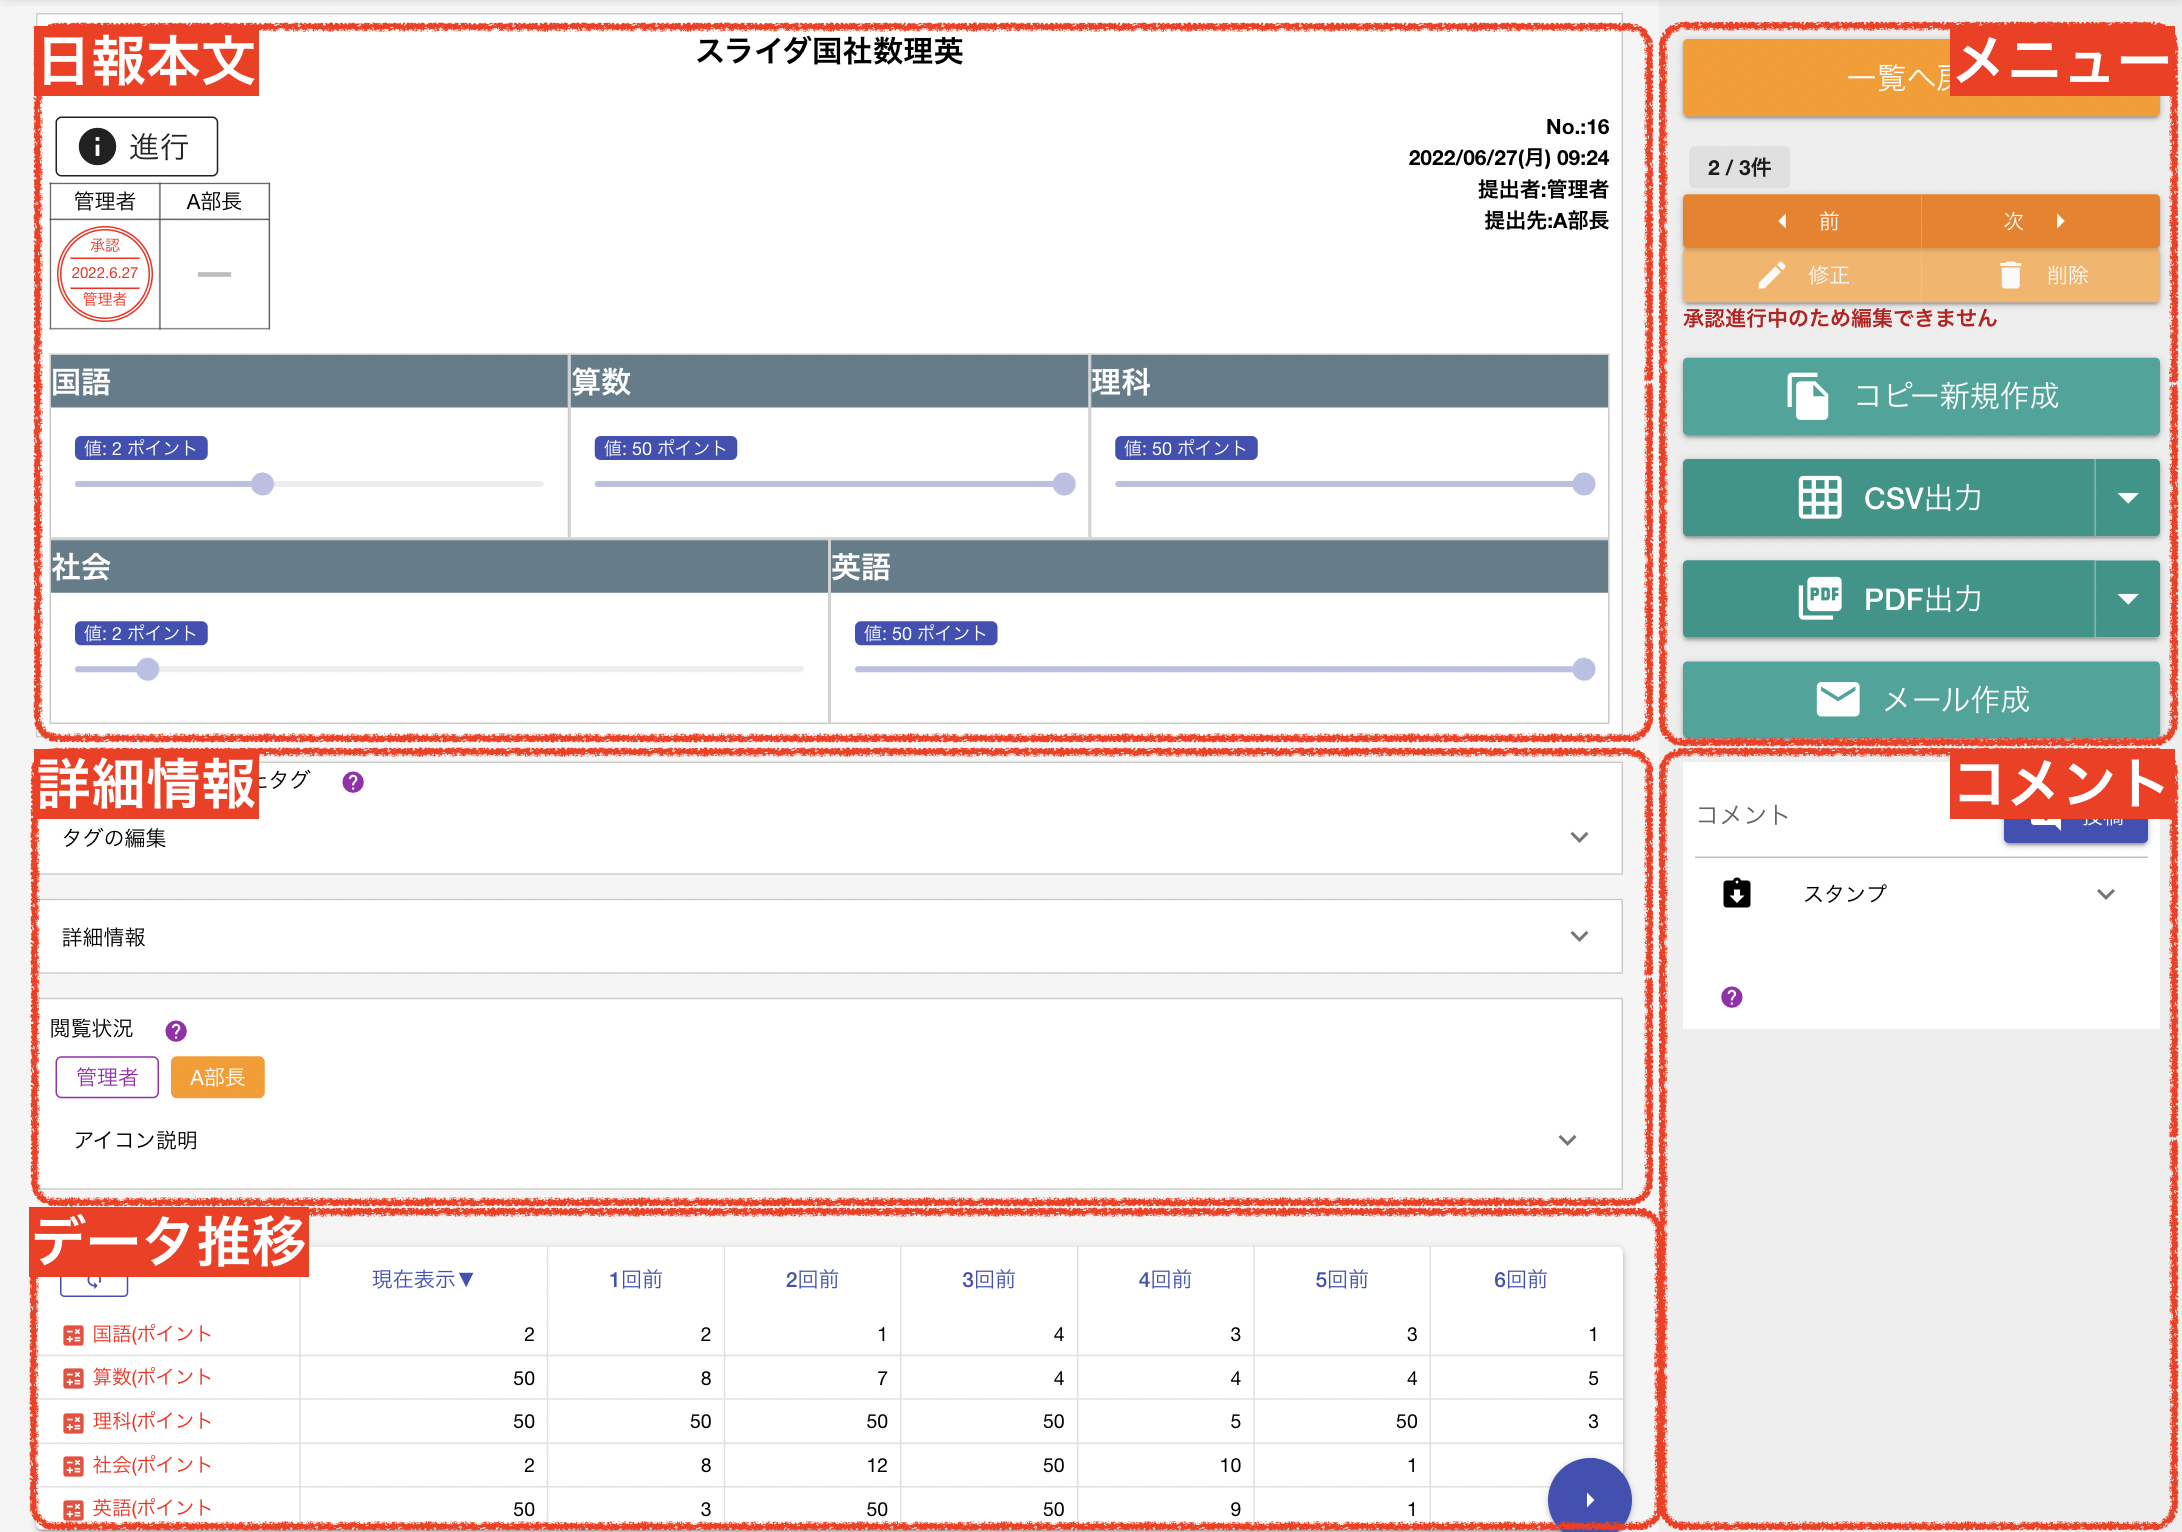 日報本文
スライダ国社数理英
進行
No.:16
2022/06/27(月) 09:24
提出者:管理者
提出先:A部長
管理者 A部長
承認
2022.6.27
管理者
国語 算数 理科
値: 2 ポイント 値: 50 ポイント 値: 50 ポイント
社会 英語
値: 2 ポイント 値: 50 ポイント
メニュー
一覧へ
2 / 3件
前 次
修正 削除
承認進行中のため編集できません
コピー新規作成
CSV出力
PDF
PDF出力
メール作成
詳細情報
タグ ?
タグの編集
詳細情報
閲覧状況 ?
管理者 A部長
アイコン説明
コメント
コメント 投稿
スタンプ
?
データ推移
現在表示▼ 1回前 2回前 3回前 4回前 5回前 6回前
国語(ポイント 2 2 1 4 3 3 1
算数(ポイント 50 8 7 4 4 4 5
理科(ポイント 50 50 50 50 5 50 3
社会(ポイント 2 8 12 50 10 1
英語(ポイント 50 3 50 50 9 1